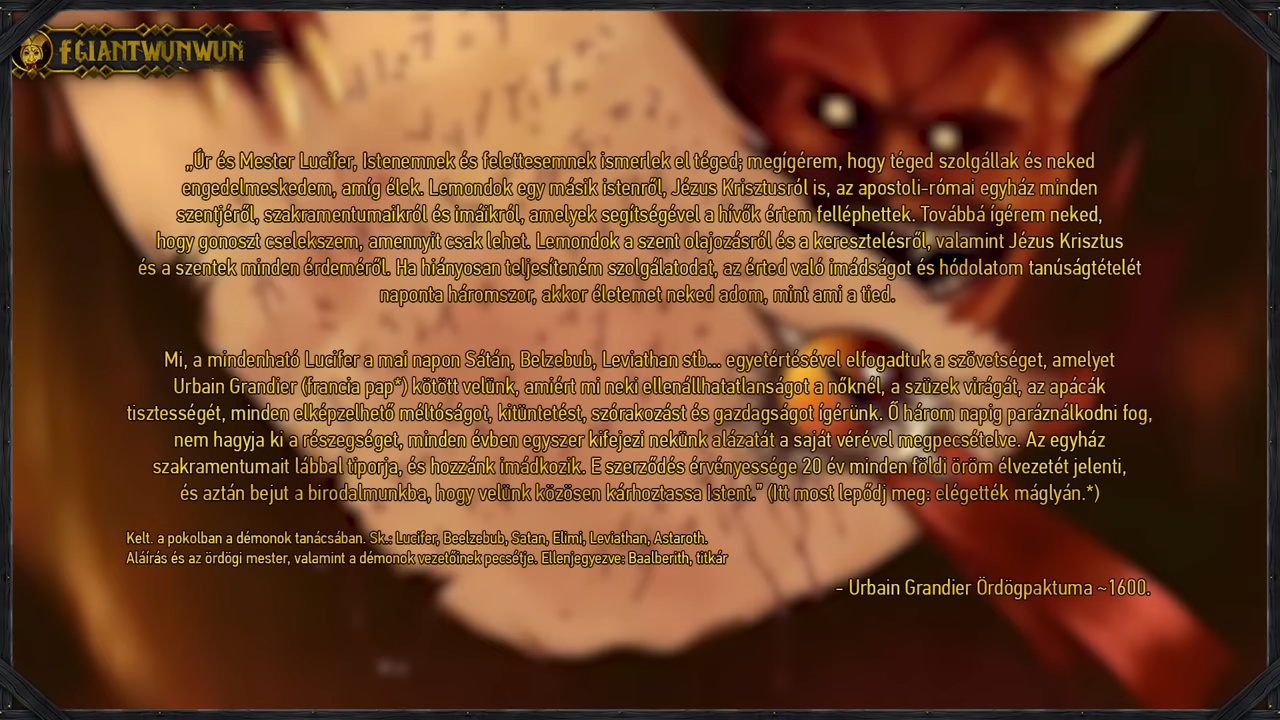 fGIANTWUNWUN
„Úr és Mester Lucifer, Istenemnek és felettesemnek ismerlek el téged; megígérem, hogy téged szolgállak és neked
engedelmeskedem, amíg élek. Lemondok egy másik istenről, Jézus Krisztusról is, az apostoli-római egyház minden
szentjéről, szakramentumaikról és imáikról, amelyek segítségével a hívők értem felléphettek. Továbbá ígérem neked,
hogy gonoszt cselekszem, amennyit csak lehet. Lemondok a szent olajozásról és a keresztelésről, valamint Jézus Krisztus
és a szentek minden érdeméről. Ha hiányosan teljesíteném szolgálatodat, az érted való imádságot és hódolatom tanúságtételét
naponta háromszor, akkor életemet neked adom, mint ami a tied.
Mi, a mindenható Lucifer a mai napon Sátán, Belzebub, Leviathan stb... egyetértésével elfogadtuk a szövetséget, amelyet
Urbain Grandier (francia pap*) kötött velünk, amiért mi neki ellenállhatatlanságot a nőknél, a szüzek virágát, az apácák
tisztességét, minden elképzelhető méltóságot, kitüntetést, szórakozást és gazdagságot ígérünk. Ő három napig paráználkodni fog,
nem hagyja ki a részegséget, minden évben egyszer kifejezi nekünk alázatát a saját vérével megpecsételve. Az egyház
szakramentumait lábbal tiporja, és hozzánk imádkozik. E szerződés érvényessége 20 év minden földi öröm élvezetét jelenti,
és aztán bejut a birodalmunkba, hogy velünk közösen kárhoztassa Istent.” (Itt most lepődj meg: elégették máglyán.*)
Kelt. a pokolban a démonok tanácsában. Sk.: Lucifer, Beelzebub, Satan, Elimi, Leviathan, Astaroth.
Aláírás és az ördögi mester, valamint a démonok vezetőinek pecsétje. Ellenjegyezve: Baalberith, titkár
- Urbain Grandier Ördögpaktuma ~1600.